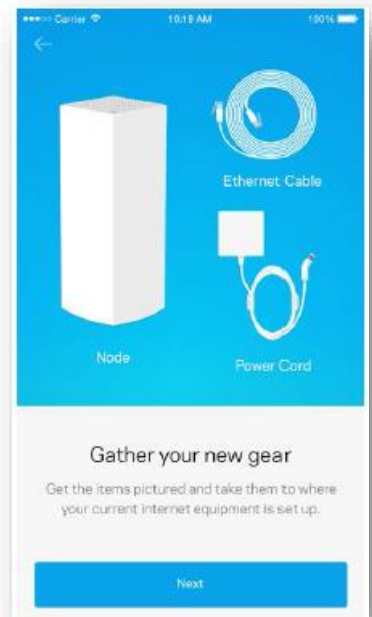 Carrier 10:19 AM 100%
Ethernet Cable
Node
Power Cord
Gather your new gear
Get the items pictured and take them to where
your current internet equipment is set up.
Next